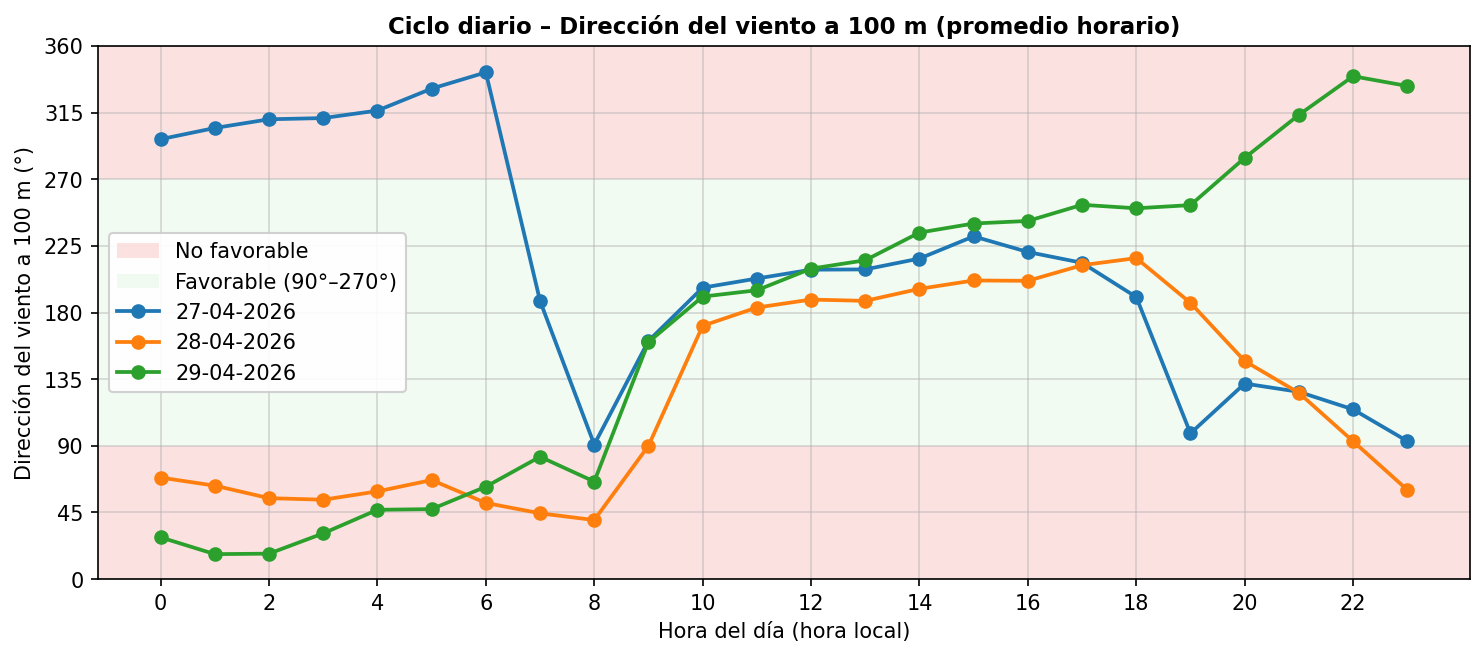 Ciclo diario – Dirección del viento a 100 m (promedio horario)
Dirección del viento a 100 m (°)
360
315
270
225
180
135
90
45
0
No favorable
Favorable (90°–270°)
27-04-2026
28-04-2026
29-04-2026
0 2 4 6 8 10 12 14 16 18 20 22
Hora del día (hora local)